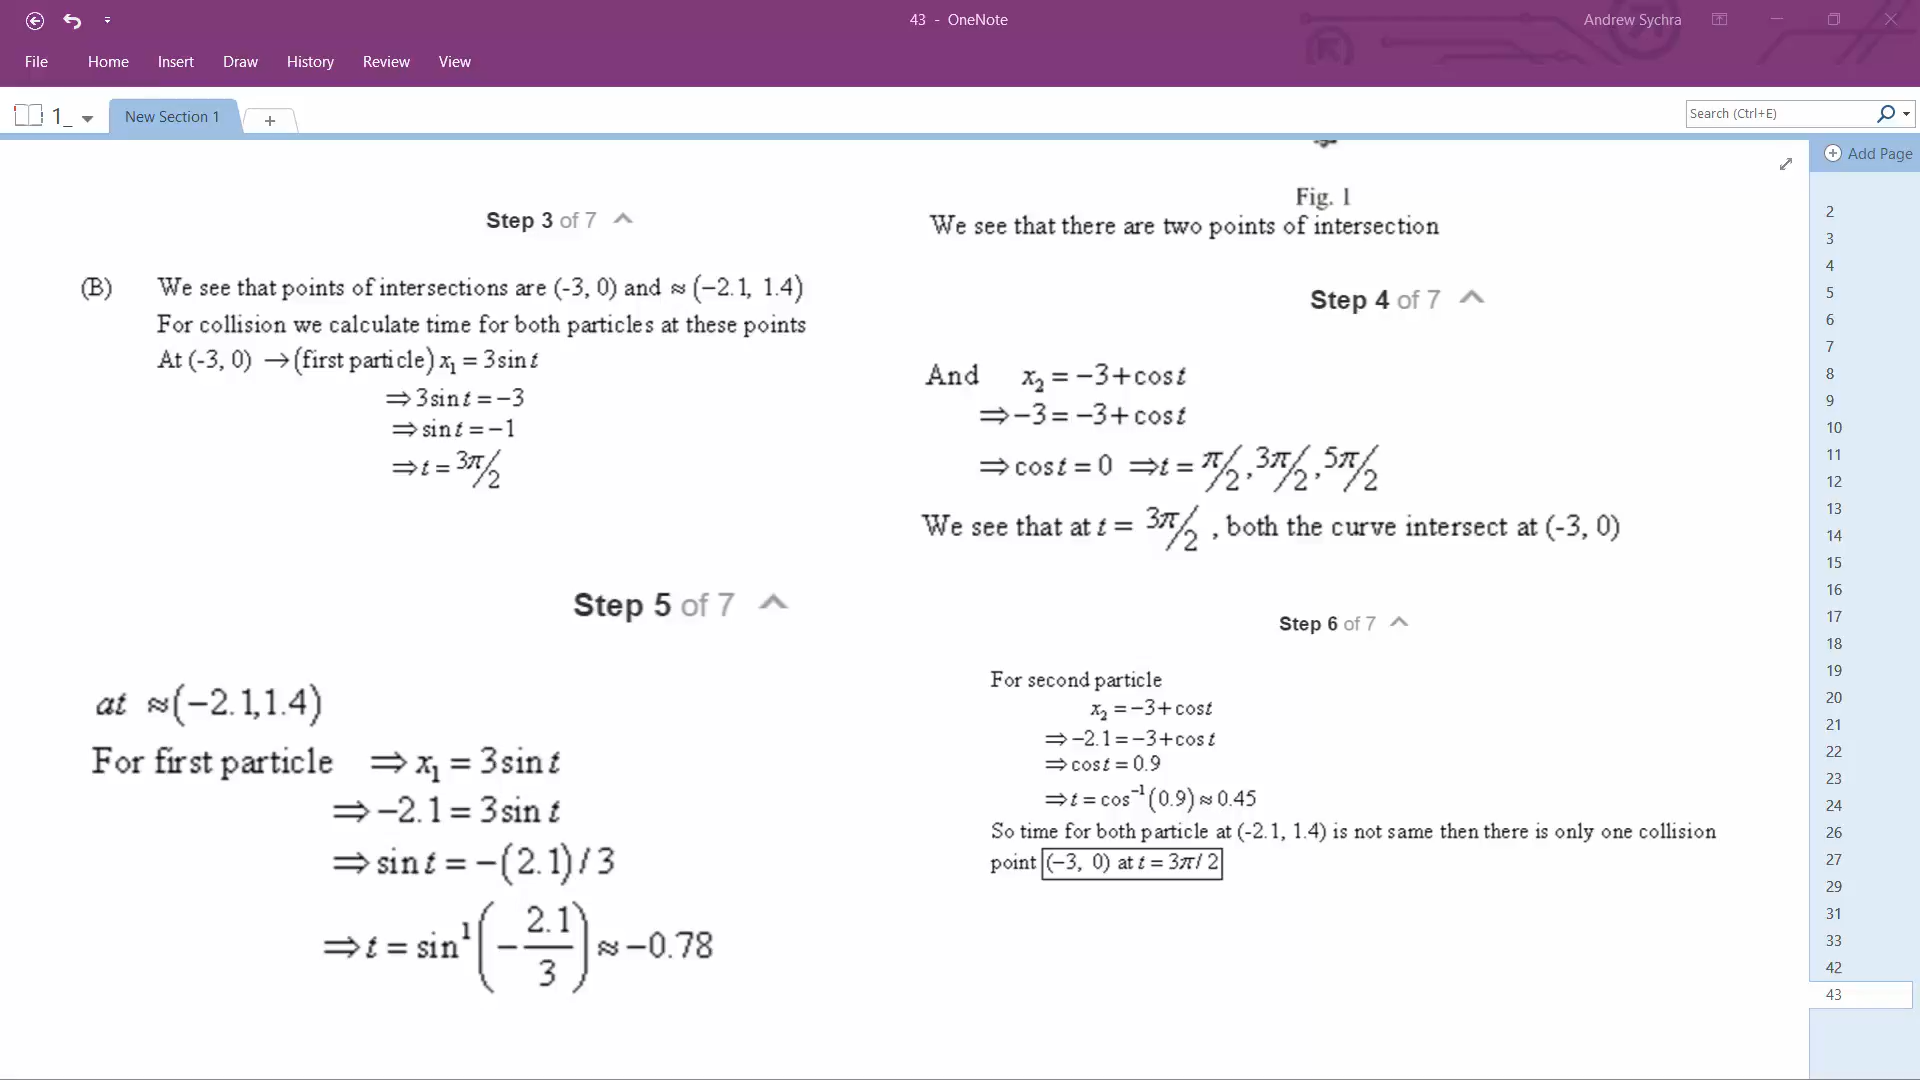 43 - OneNote
Andrew Sychra
File Home Insert Draw History Review View
1_
New Section 1
+
Search (Ctrl+E)
Add Page
Step 3 of 7
(B) We see that points of intersections are (-3, 0) and ≈ (−2.1, 1.4)
For collision we calculate time for both particles at these points
At (-3, 0) → (first particle) x₁ = 3 sin t
⇒ 3 sin t = −3
⇒ sin t = −1
⇒ t = 3π/2
Fig. 1
We see that there are two points of intersection
Step 4 of 7
And x₂ = −3 + cos t
⇒ −3 = −3 + cos t
⇒ cos t = 0 ⇒ t = π/2, 3π/2, 5π/2
We see that at t = 3π/2 , both the curve intersect at (-3, 0)
Step 5 of 7
at ≈(−2.1,1.4)
For first particle ⇒ x₁ = 3 sin t
⇒ −2.1 = 3 sin t
⇒ sin t = −(2.1) / 3
⇒ t = sin¹(−2.1/3) ≈ −0.78
Step 6 of 7
For second particle
x₂ = −3 + cos t
⇒ −2.1 = −3 + cos t
⇒ cos t = 0.9
⇒ t = cos⁻¹(0.9) ≈ 0.45
So time for both particle at (-2.1, 1.4) is not same then there is only one collision
point (−3, 0) at t = 3π / 2
2
3
4
5
6
7
8
9
10
11
12
13
14
15
16
17
18
19
20
21
22
23
24
26
27
29
31
33
42
43